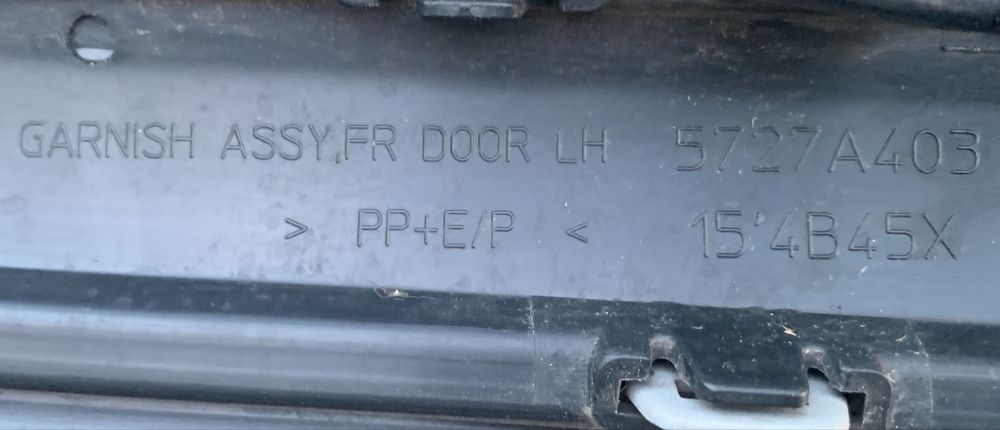 GARNISH ASSY,FR DOOR LH 5727A403
> PP+E/P < 15'4B45X